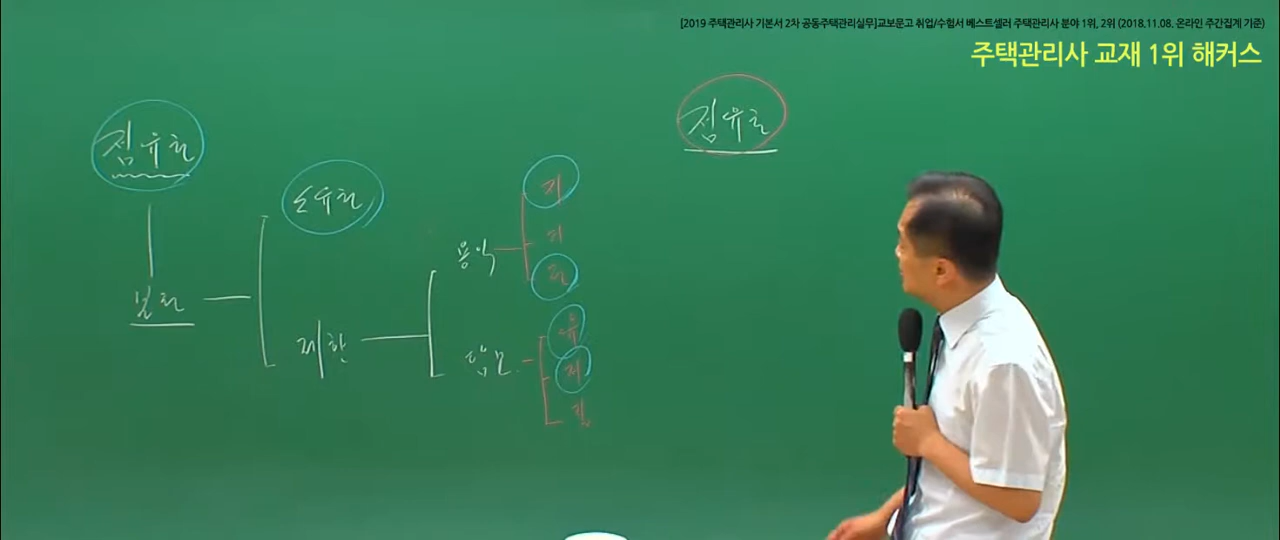 [2019 주택관리사 기본서 2차 공동주택관리실무]교보문고 취업/수험서 베스트셀러 주택관리사 분야 1위, 2위 (2018.11.08. 온라인 주간집계 기준)
주택관리사 교재 1위 해커스
점유권
점유권
소유권
본권
제한
용익
지
지
전
담보
유
저
질